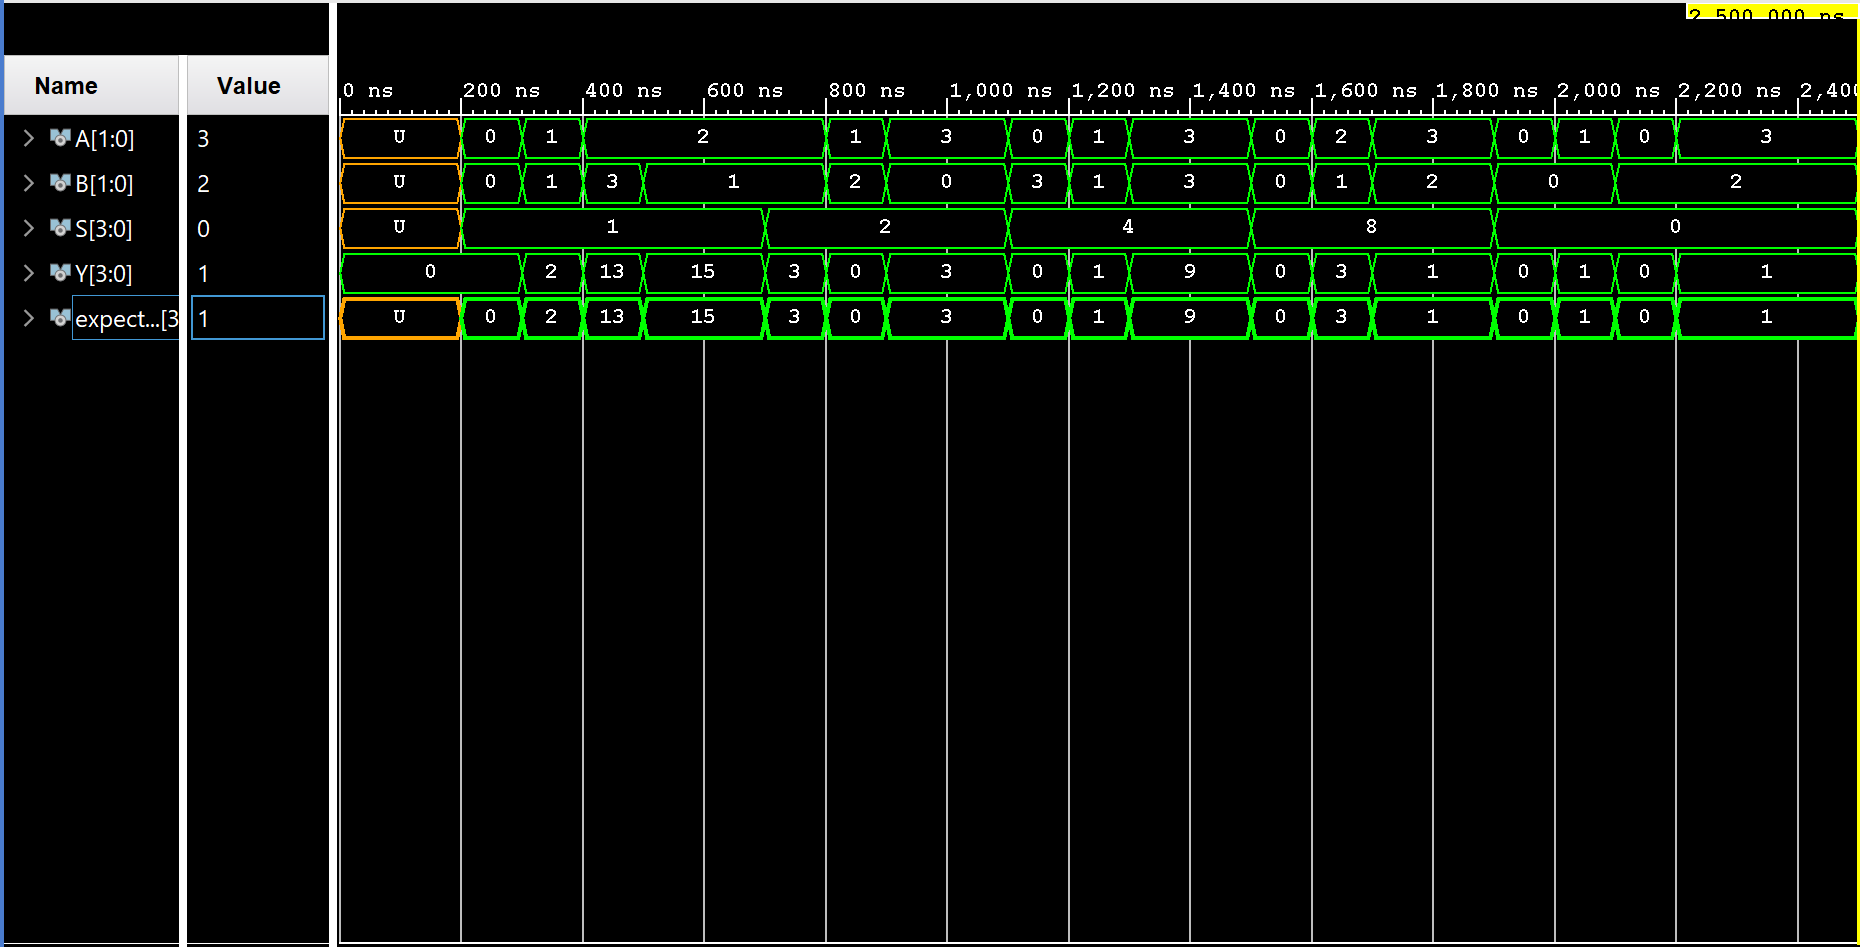 2,500.000 ns
Name Value
0 ns 200 ns 400 ns 600 ns 800 ns 1,000 ns 1,200 ns 1,400 ns 1,600 ns 1,800 ns 2,000 ns 2,200 ns 2,400
A[1:0] 3 U 0 1 2 1 3 0 1 3 0 2 3 0 1 0 3
B[1:0] 2 U 0 1 3 1 2 0 3 1 3 0 1 2 0 2
S[3:0] 0 U 1 2 4 8 0
Y[3:0] 1 0 2 13 15 3 0 3 0 1 9 0 3 1 0 1 0 1
expect...[3 1 U 0 2 13 15 3 0 3 0 1 9 0 3 1 0 1 0 1